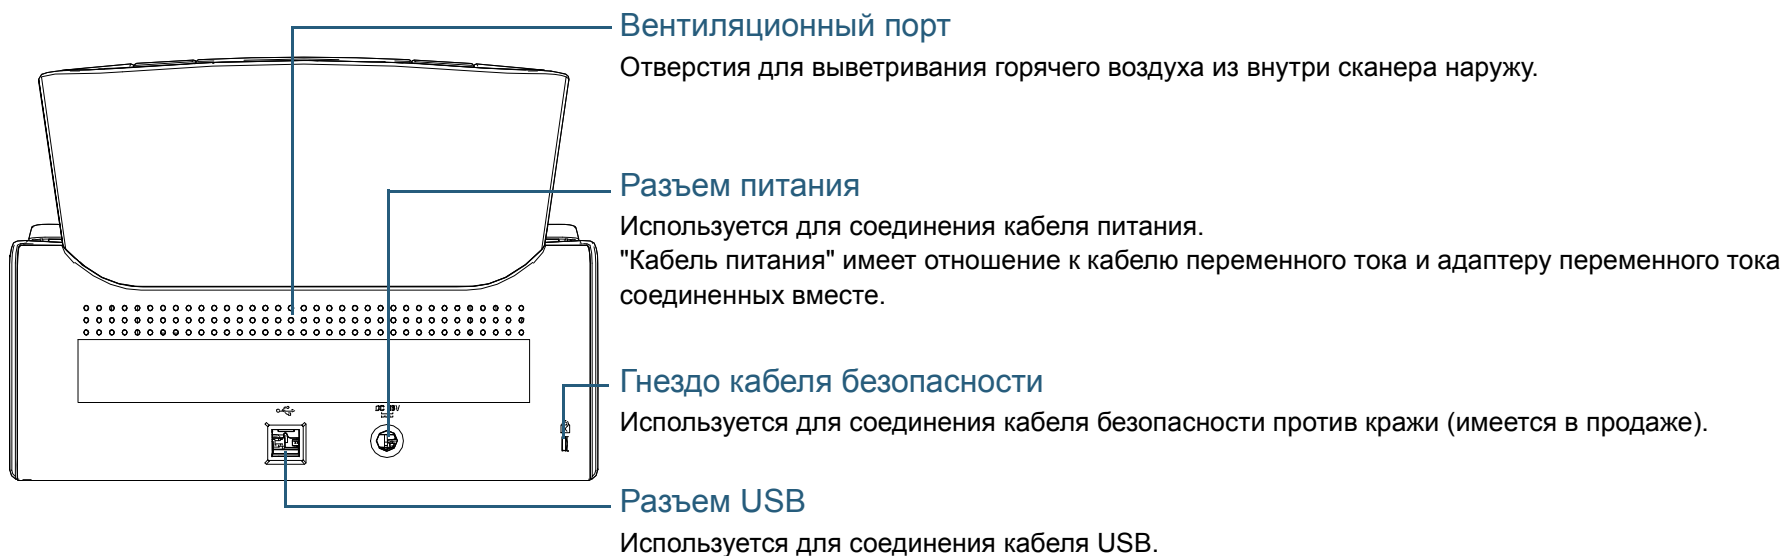 Вентиляционный порт
Отверстия для выветривания горячего воздуха из внутри сканера наружу.
Разъем питания
Используется для соединения кабеля питания.
"Кабель питания" имеет отношение к кабелю переменного тока и адаптеру переменного тока
соединенных вместе.
Гнездо кабеля безопасности
Используется для соединения кабеля безопасности против кражи (имеется в продаже).
Разъем USB
Используется для соединения кабеля USB.